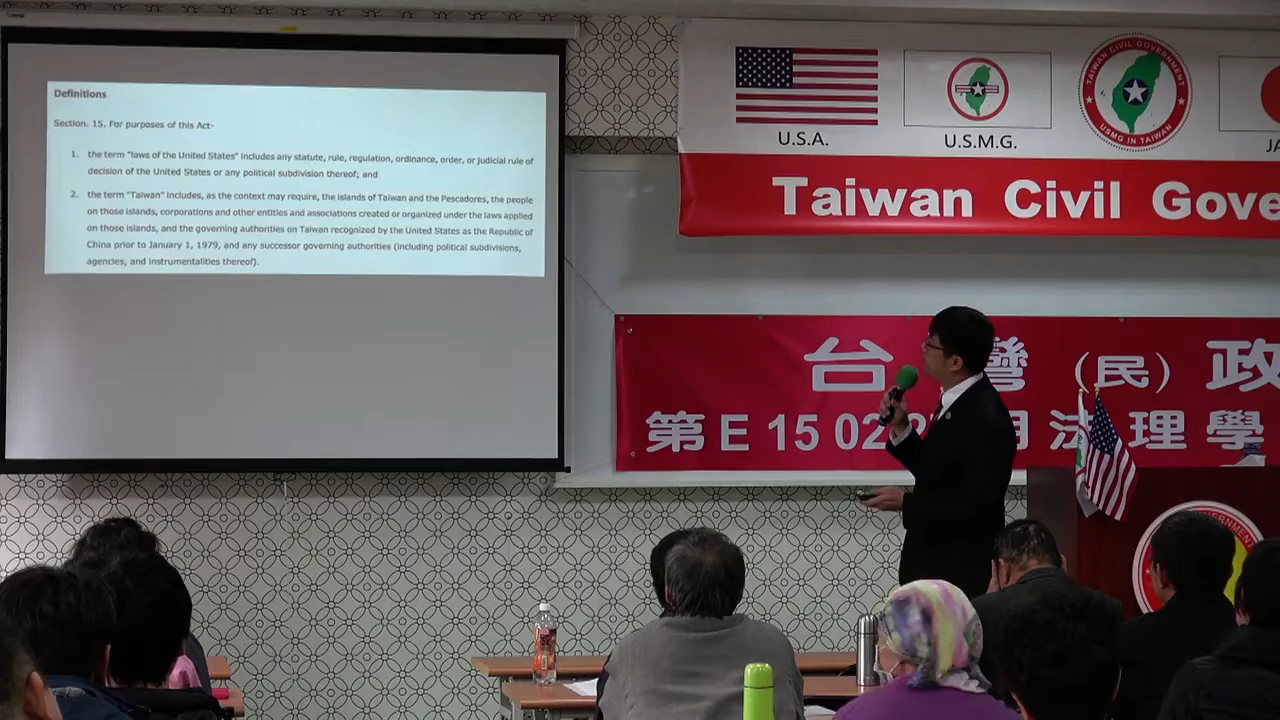 Definitions
Section. 15. For purposes of this Act-
1. the term "laws of the United States" includes any statute, rule, regulation, ordinance, order, or judicial rule of
decision of the United States or any political subdivision thereof; and
2. the term "Taiwan" includes, as the context may require, the islands of Taiwan and the Pescadores, the people
on those islands, corporations and other entities and associations created or organized under the laws applied
on those islands, and the governing authorities on Taiwan recognized by the United States as the Republic of
China prior to January 1, 1979, and any successor governing authorities (including political subdivisions,
agencies, and instrumentalities thereof).
U.S.A.
U.S.M.G.
TAIWAN CIVIL GOVERNMENT
USMG IN TAIWAN
JA
Taiwan Civil Gove
台灣（民）政
第 E 15 02 法理學